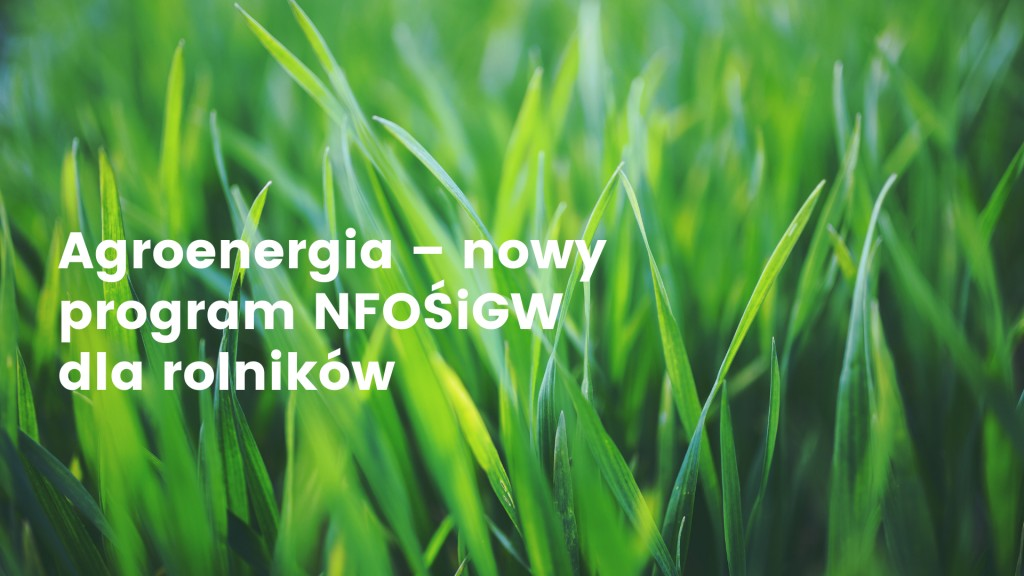 Agroenergia – nowy
program NFOŚiGW
dla rolników